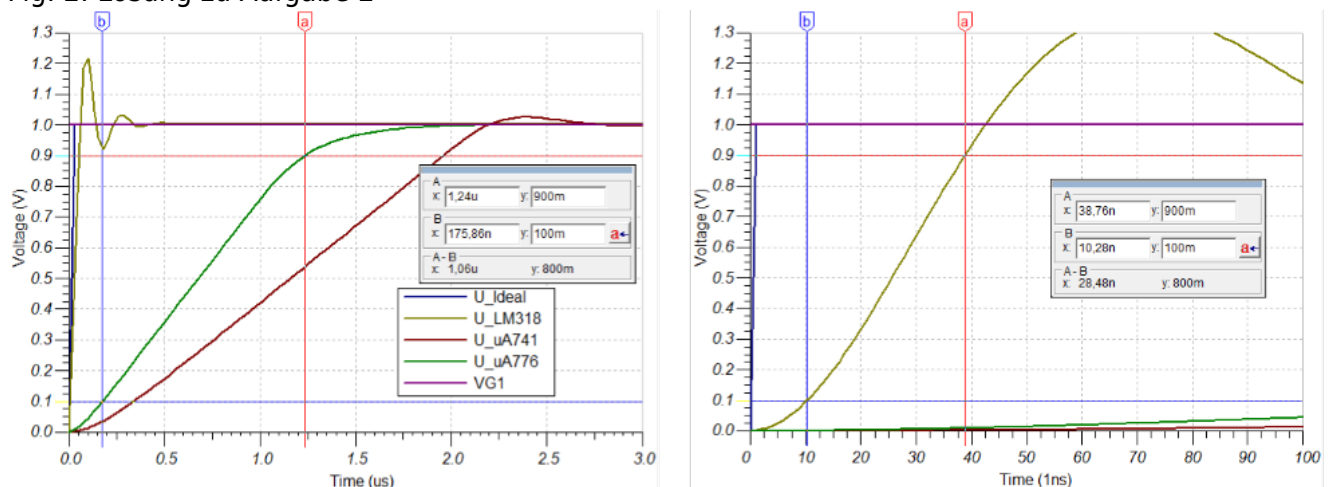 Fig. 2: Lösung zu Aufgabe 2
b a
1.3
1.2
1.1
1.0
0.9
0.8
0.7
0.6
0.5
0.4
0.3
0.2
0.1
0.0
Voltage (V)
A
x: 1,24u y: 900m
B
x: 175,86n y: 100m a←
A - B
x: 1,06u y: 800m
U_Ideal
U_LM318
U_uA741
U_uA776
VG1
0.0 0.5 1.0 1.5 2.0 2.5 3.0
Time (us)
b a
1.3
1.2
1.1
1.0
0.9
0.8
0.7
0.6
0.5
0.4
0.3
0.2
0.1
0.0
Voltage (V)
A
x: 38,76n y: 900m
B
x: 10,28n y: 100m a←
A - B
x: 28,48n y: 800m
0 10 20 30 40 50 60 70 80 90 100
Time (1ns)